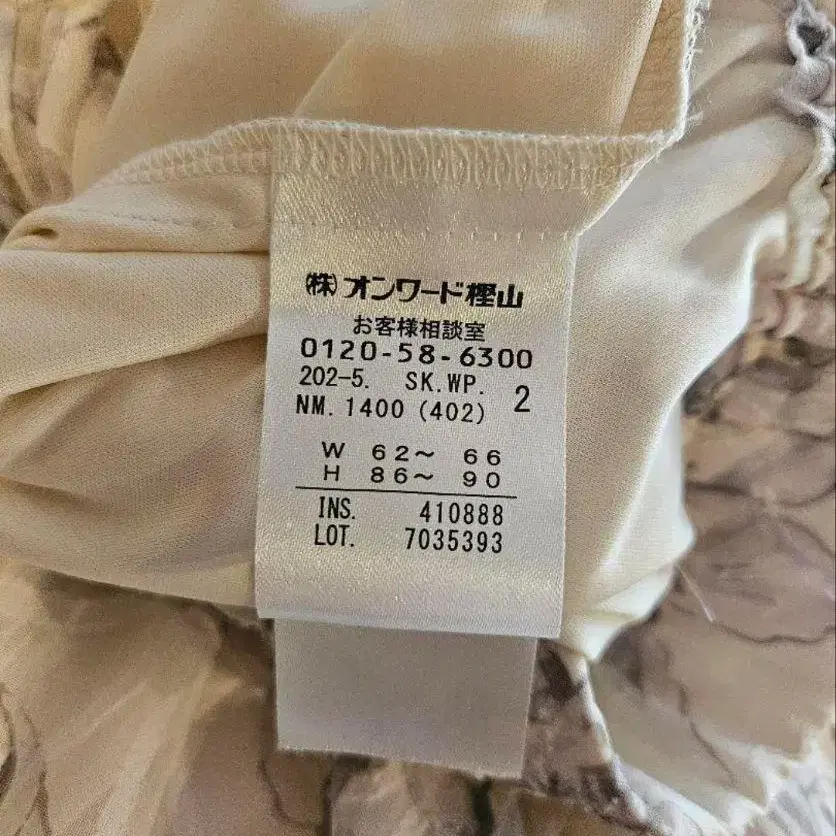 (株)オンワード樫山
お客様相談室
0120-58-6300
202-5. SK.WP. 2
NM. 1400 (402)
W 62～ 66
H 86～ 90
INS. 410888
LOT. 7035393